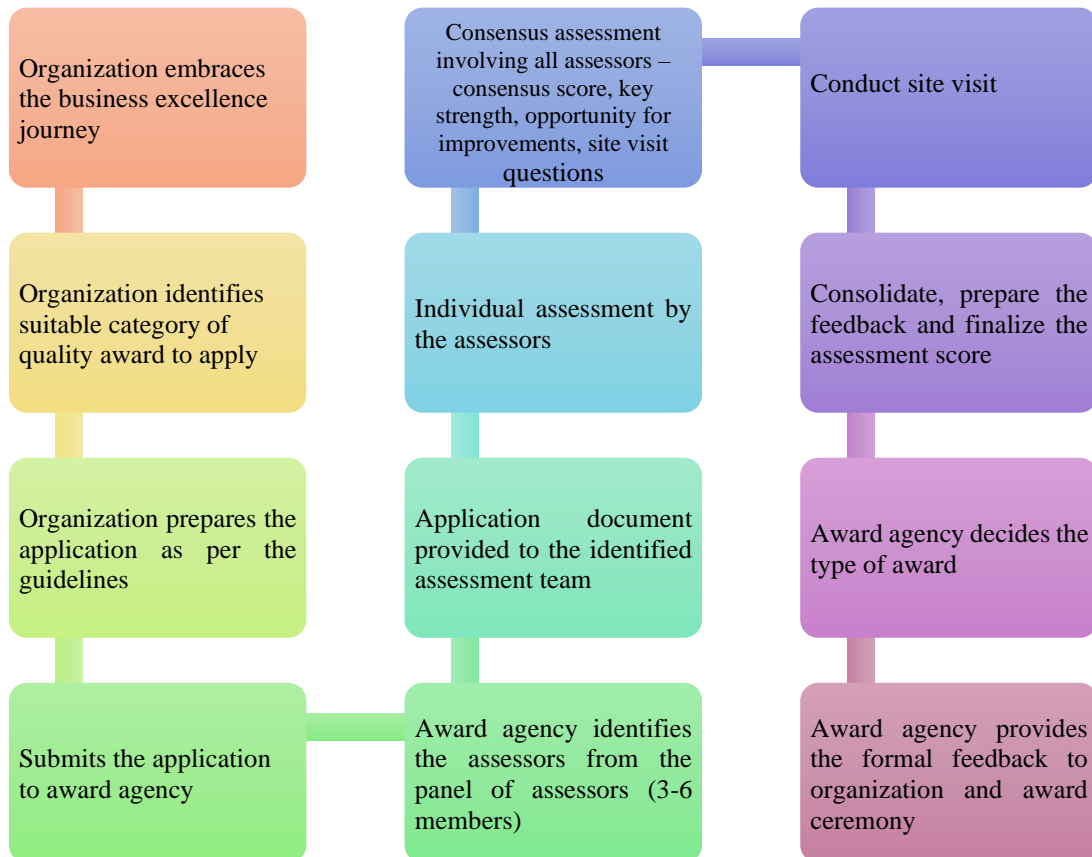 Organization embraces
the business excellence
journey
Organization identifies
suitable category of
quality award to apply
Organization prepares the
application as per the
guidelines
Submits the application
to award agency
Award agency identifies
the assessors from the
panel of assessors (3-6
members)
Application document
provided to the identified
assessment team
Individual assessment by
the assessors
Consensus assessment
involving all assessors –
consensus score, key
strength, opportunity for
improvements, site visit
questions
Conduct site visit
Consolidate, prepare the
feedback and finalize the
assessment score
Award agency decides the
type of award
Award agency provides
the formal feedback to
organization and award
ceremony